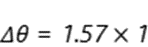 Δθ = 1.57 × 1